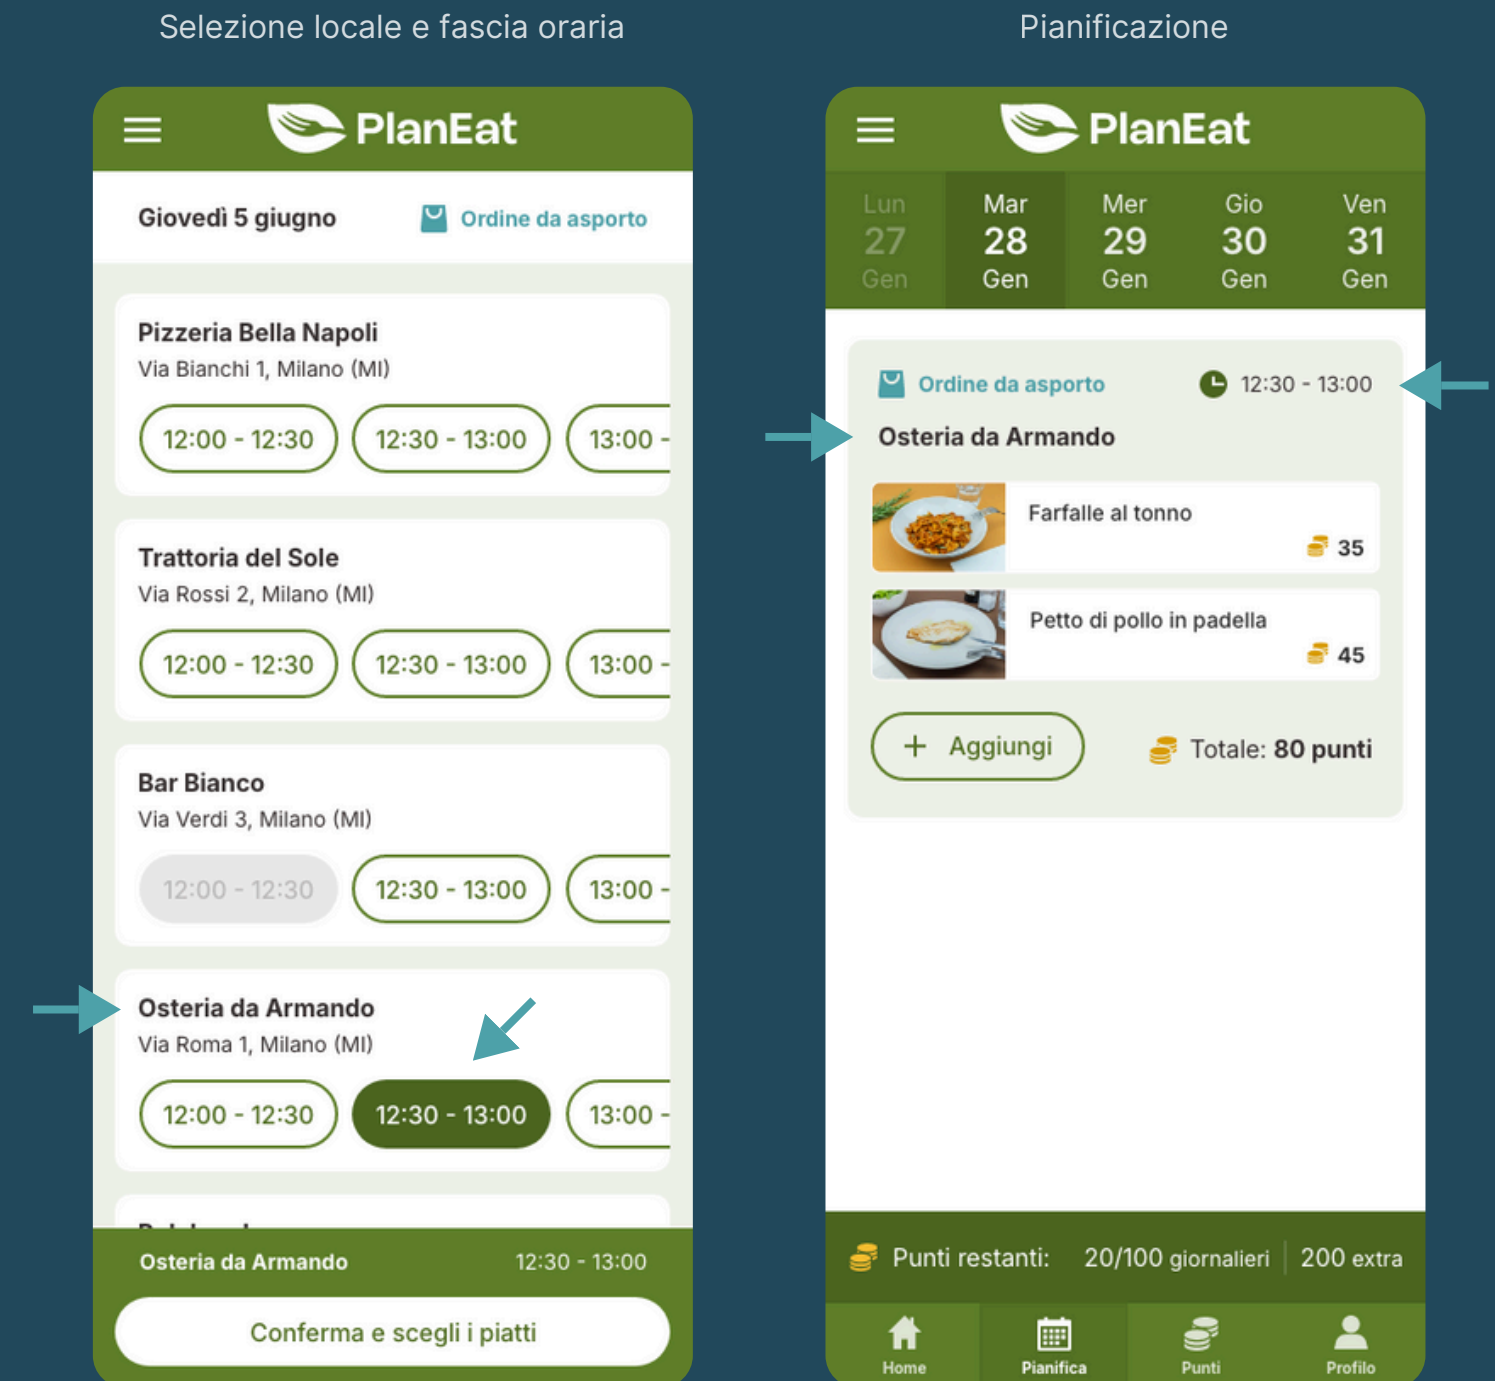 Selezione locale e fascia oraria
PlanEat
Giovedì 5 giugno
Ordine da asporto
Pizzeria Bella Napoli
Via Bianchi 1, Milano (MI)
12:00 - 12:30
12:30 - 13:00
13:00 -
Trattoria del Sole
Via Rossi 2, Milano (MI)
12:00 - 12:30
12:30 - 13:00
13:00 -
Bar Bianco
Via Verdi 3, Milano (MI)
12:00 - 12:30
12:30 - 13:00
13:00 -
Osteria da Armando
Via Roma 1, Milano (MI)
12:00 - 12:30
12:30 - 13:00
13:00 -
Osteria da Armando
12:30 - 13:00
Conferma e scegli i piatti
Pianificazione
PlanEat
Lun 27 Gen
Mar 28 Gen
Mer 29 Gen
Gio 30 Gen
Ven 31 Gen
Ordine da asporto
12:30 - 13:00
Osteria da Armando
Farfalle al tonno
35
Petto di pollo in padella
45
+ Aggiungi
Totale: 80 punti
Punti restanti: 20/100 giornalieri
200 extra
Home
Pianifica
Punti
Profilo